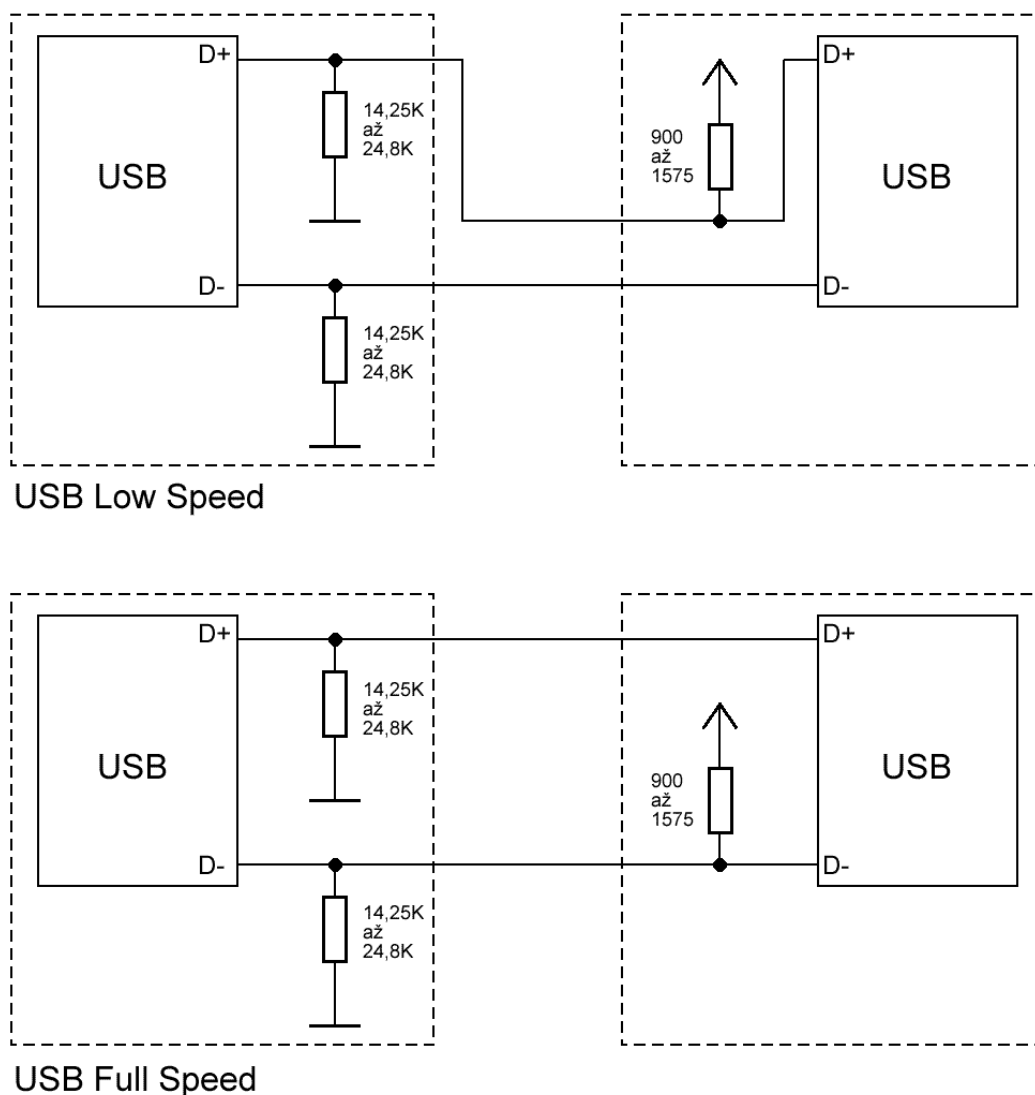 D+
D+
14,25K
až
24,8K
900
až
1575
USB
USB
D-
D-
14,25K
až
24,8K
USB Low Speed
D+
D+
14,25K
až
24,8K
USB
USB
900
až
1575
D-
D-
14,25K
až
24,8K
USB Full Speed